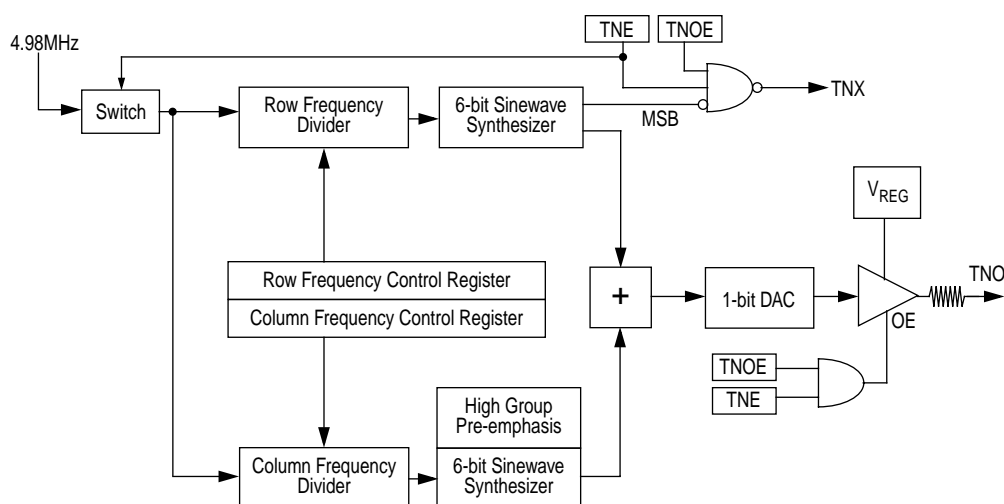 TNE
TNOE
4.98MHz
TNX
Switch
Row Frequency
Divider
6-bit Sinewave
Synthesizer
MSB
VREG
Row Frequency Control Register
Column Frequency Control Register
+
1-bit DAC
TNO
OE
TNOE
TNE
High Group
Pre-emphasis
Column Frequency
Divider
6-bit Sinewave
Synthesizer